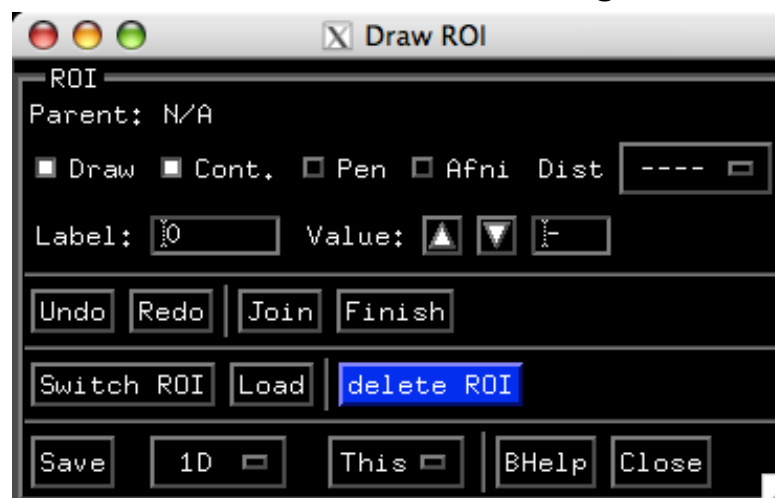 Draw ROI
ROI
Parent: N/A
Draw Cont. Pen Afni Dist ----
Label: 0 Value: -
Undo Redo Join Finish
Switch ROI Load delete ROI
Save 1D This BHelp Close